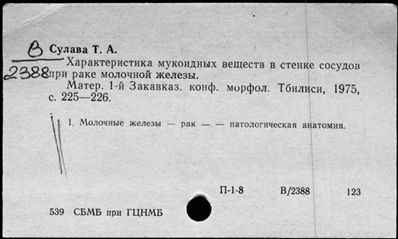 В Сулава Т. А.
2388 Характеристика мукоидных веществ в стенке сосудов
при раке молочной железы.
Матер. 1-й Закавказ. конф. морфол. Тбилиси, 1975,
с. 225—226.
1. Молочные железы — рак — — патологическая анатомия.
П-1-8 В/2388 123
539 СБМБ при ГЦНМБ